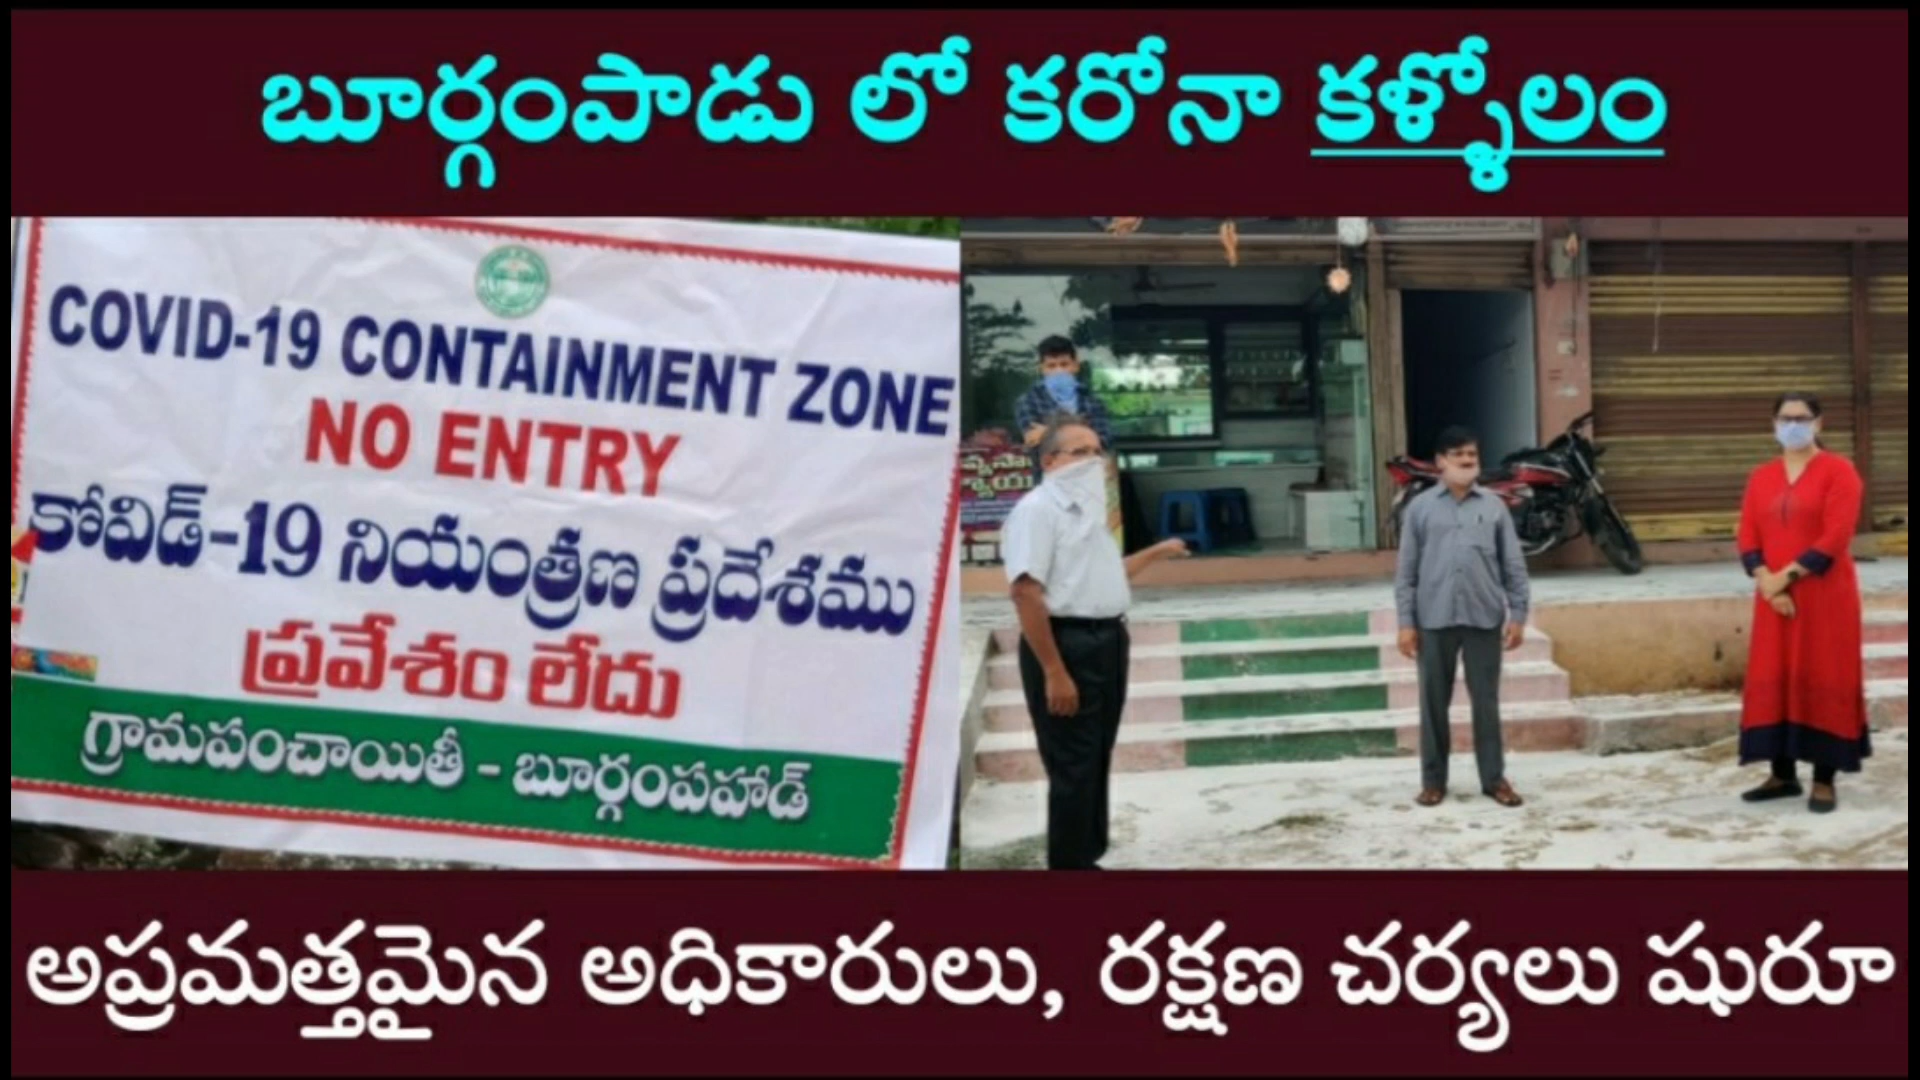 బూర్గంపాడు లో కరోనా కళ్ళోలం
COVID-19 CONTAINMENT ZONE
NO ENTRY
కోవిడ్-19 నియంత్రణ ప్రదేశము
ప్రవేశం లేదు
గ్రామపంచాయితీ - బూర్గంపహాడ్
అప్రమత్తమైన అధికారులు, రక్షణ చర్యలు షురూ